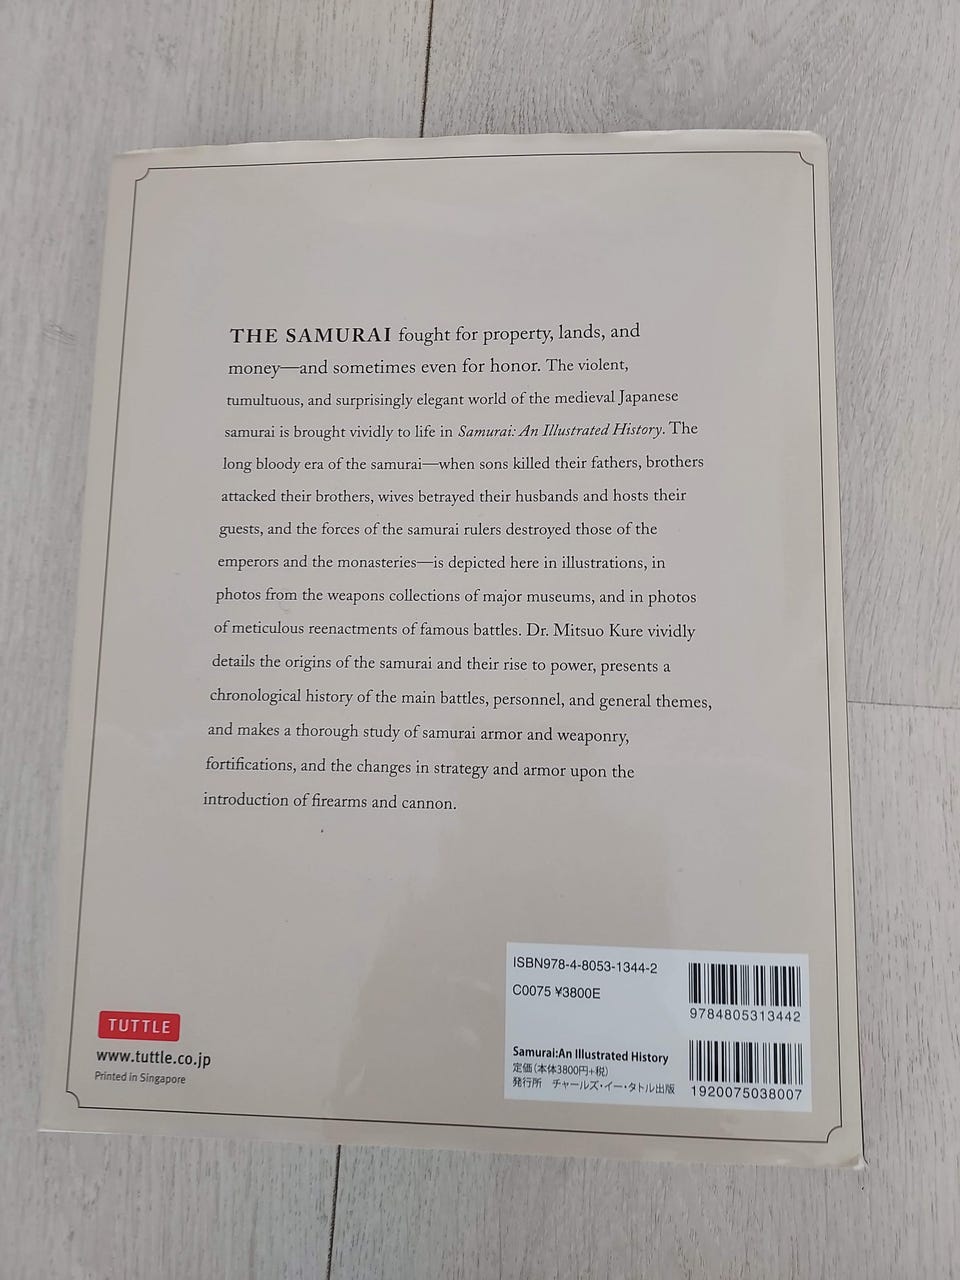 THE SAMURAI fought for property, lands, and
money—and sometimes even for honor. The violent,
tumultuous, and surprisingly elegant world of the medieval Japanese
samurai is brought vividly to life in Samurai: An Illustrated History. The
long bloody era of the samurai—when sons killed their fathers, brothers
attacked their brothers, wives betrayed their husbands and hosts their
guests, and the forces of the samurai rulers destroyed those of the
emperors and the monasteries—is depicted here in illustrations, in
photos from the weapons collections of major museums, and in photos
of meticulous reenactments of famous battles. Dr. Mitsuo Kure vividly
details the origins of the samurai and their rise to power, presents a
chronological history of the main battles, personnel, and general themes,
and makes a thorough study of samurai armor and weaponry,
fortifications, and the changes in strategy and armor upon the
introduction of firearms and cannon.
TUTTLE
www.tuttle.co.jp
Printed in Singapore
ISBN978-4-8053-1344-2
C0075 ¥3800E
9784805313442
Samurai:An Illustrated History
定価(本体3800円+税)
発行所 チャールズ・イー・タトル出版
1920075038007